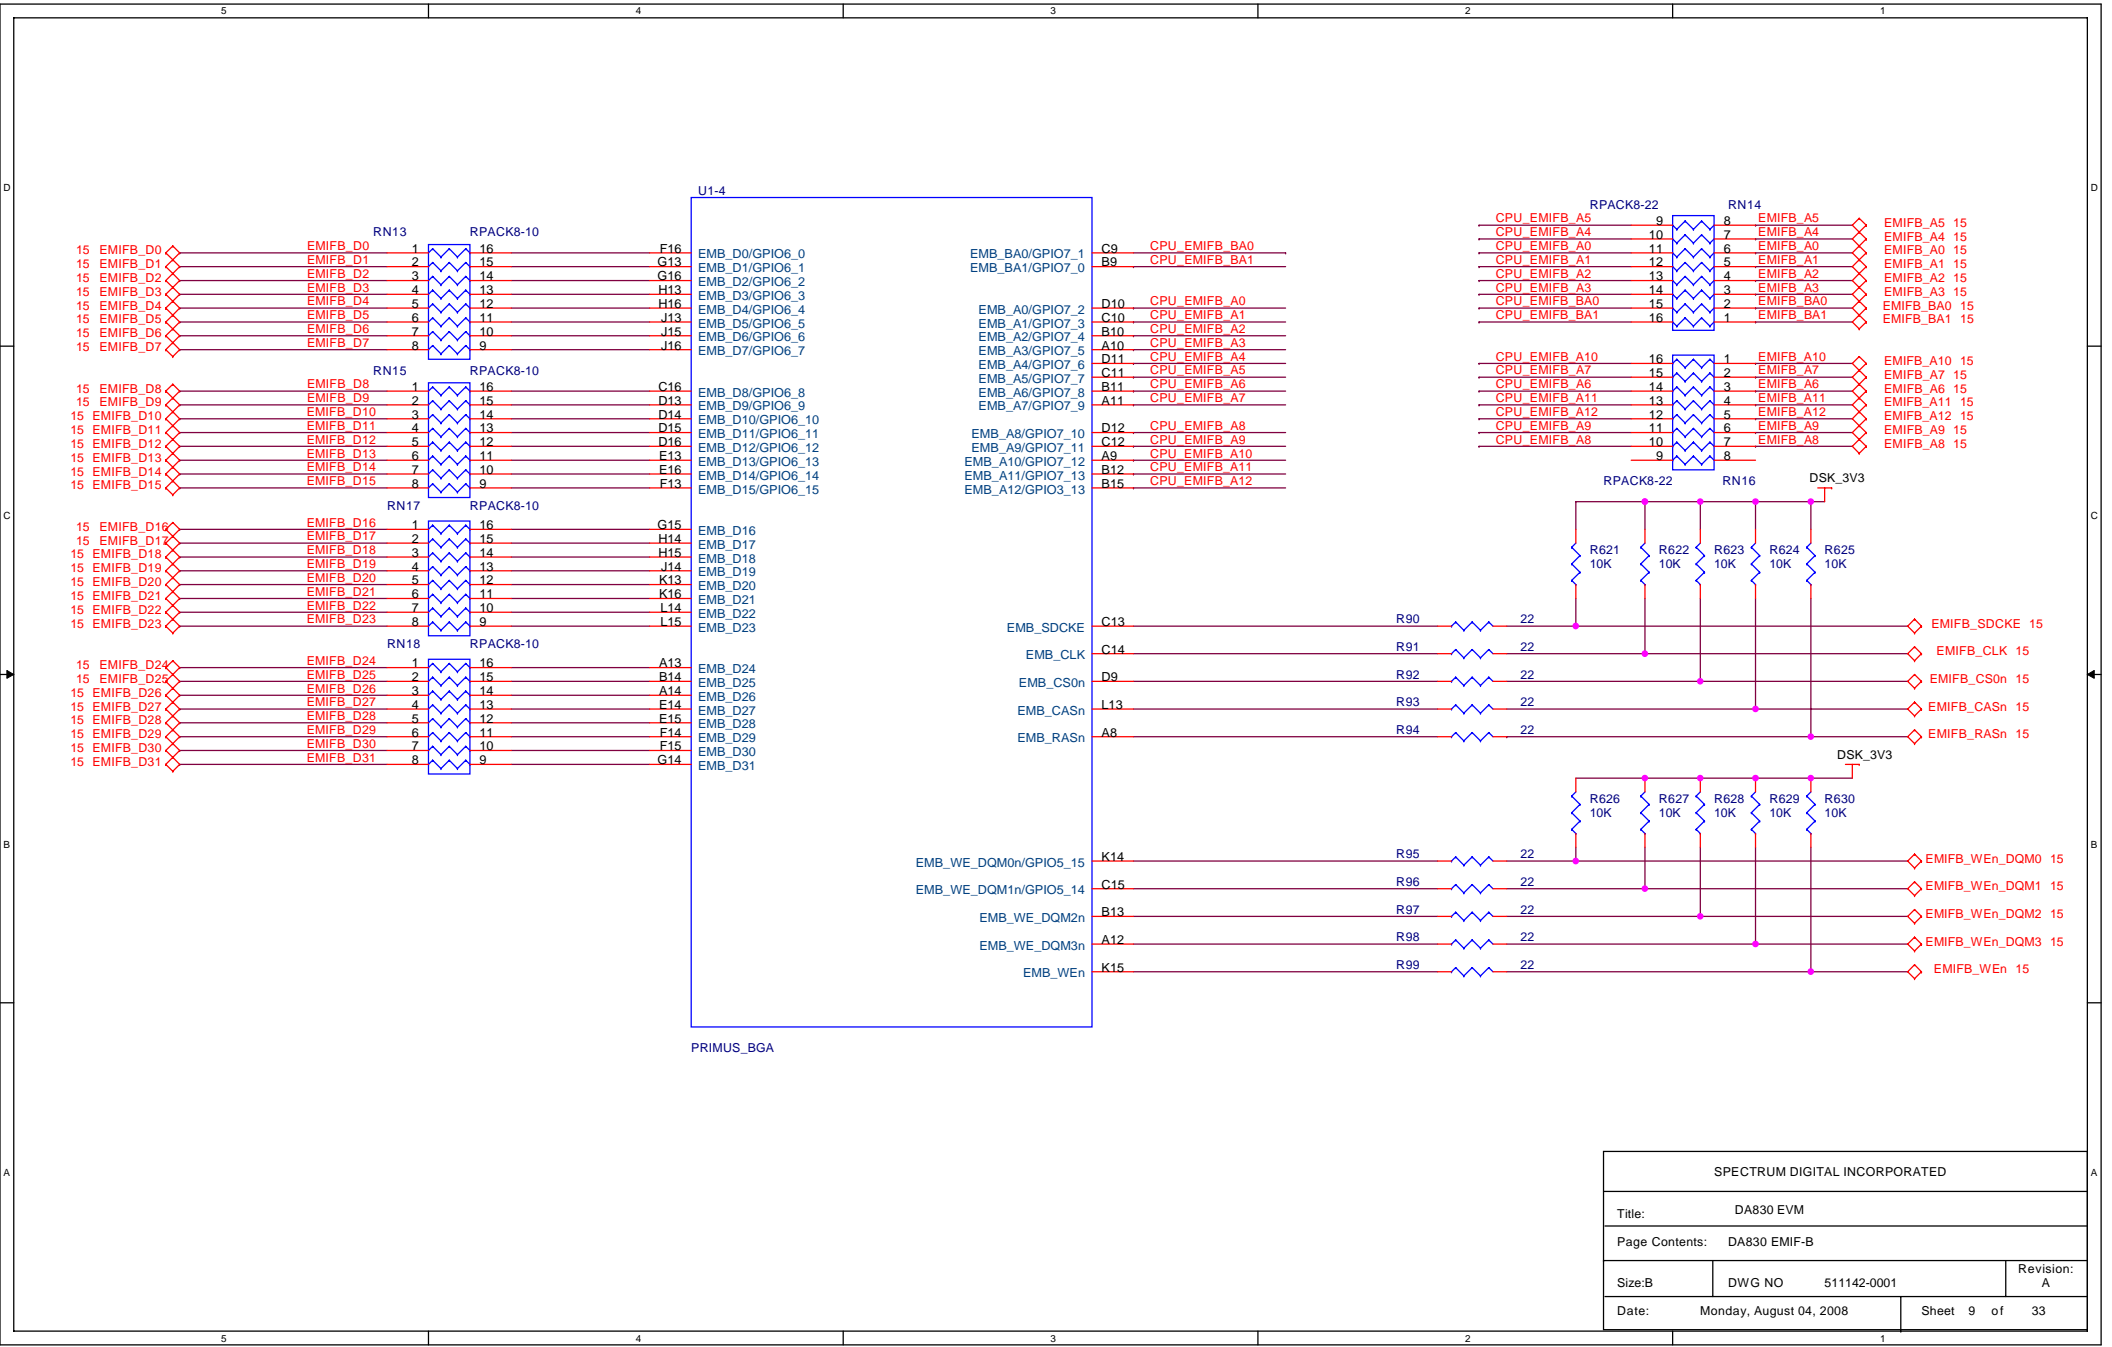 5 4 3 2 1
D D
C C
B B
A A
U1-4
RN13 RPACK8-10
15 EMIFB_D0 EMIFB_D0 1 16 F16 EMB_D0/GPIO6_0
15 EMIFB_D1 EMIFB_D1 2 15 G13 EMB_D1/GPIO6_1
15 EMIFB_D2 EMIFB_D2 3 14 G16 EMB_D2/GPIO6_2
15 EMIFB_D3 EMIFB_D3 4 13 H13 EMB_D3/GPIO6_3
15 EMIFB_D4 EMIFB_D4 5 12 H16 EMB_D4/GPIO6_4
15 EMIFB_D5 EMIFB_D5 6 11 J13 EMB_D5/GPIO6_5
15 EMIFB_D6 EMIFB_D6 7 10 J15 EMB_D6/GPIO6_6
15 EMIFB_D7 EMIFB_D7 8 9 J16 EMB_D7/GPIO6_7
RN15 RPACK8-10
15 EMIFB_D8 EMIFB_D8 1 16 C16 EMB_D8/GPIO6_8
15 EMIFB_D9 EMIFB_D9 2 15 D13 EMB_D9/GPIO6_9
15 EMIFB_D10 EMIFB_D10 3 14 D14 EMB_D10/GPIO6_10
15 EMIFB_D11 EMIFB_D11 4 13 D15 EMB_D11/GPIO6_11
15 EMIFB_D12 EMIFB_D12 5 12 D16 EMB_D12/GPIO6_12
15 EMIFB_D13 EMIFB_D13 6 11 E13 EMB_D13/GPIO6_13
15 EMIFB_D14 EMIFB_D14 7 10 E16 EMB_D14/GPIO6_14
15 EMIFB_D15 EMIFB_D15 8 9 F13 EMB_D15/GPIO6_15
RN17 RPACK8-10
15 EMIFB_D16 EMIFB_D16 1 16 G15 EMB_D16
15 EMIFB_D17 EMIFB_D17 2 15 H14 EMB_D17
15 EMIFB_D18 EMIFB_D18 3 14 H15 EMB_D18
15 EMIFB_D19 EMIFB_D19 4 13 J14 EMB_D19
15 EMIFB_D20 EMIFB_D20 5 12 K13 EMB_D20
15 EMIFB_D21 EMIFB_D21 6 11 K16 EMB_D21
15 EMIFB_D22 EMIFB_D22 7 10 L14 EMB_D22
15 EMIFB_D23 EMIFB_D23 8 9 L15 EMB_D23
RN18 RPACK8-10
15 EMIFB_D24 EMIFB_D24 1 16 A13 EMB_D24
15 EMIFB_D25 EMIFB_D25 2 15 B14 EMB_D25
15 EMIFB_D26 EMIFB_D26 3 14 A14 EMB_D26
15 EMIFB_D27 EMIFB_D27 4 13 E14 EMB_D27
15 EMIFB_D28 EMIFB_D28 5 12 E15 EMB_D28
15 EMIFB_D29 EMIFB_D29 6 11 F14 EMB_D29
15 EMIFB_D30 EMIFB_D30 7 10 F15 EMB_D30
15 EMIFB_D31 EMIFB_D31 8 9 G14 EMB_D31
EMB_BA0/GPIO7_1 C9 CPU_EMIFB_BA0
EMB_BA1/GPIO7_0 B9 CPU_EMIFB_BA1
EMB_A0/GPIO7_2 D10 CPU_EMIFB_A0
EMB_A1/GPIO7_3 C10 CPU_EMIFB_A1
EMB_A2/GPIO7_4 B10 CPU_EMIFB_A2
EMB_A3/GPIO7_5 A10 CPU_EMIFB_A3
EMB_A4/GPIO7_6 D11 CPU_EMIFB_A4
EMB_A5/GPIO7_7 C11 CPU_EMIFB_A5
EMB_A6/GPIO7_8 B11 CPU_EMIFB_A6
EMB_A7/GPIO7_9 A11 CPU_EMIFB_A7
EMB_A8/GPIO7_10 D12 CPU_EMIFB_A8
EMB_A9/GPIO7_11 C12 CPU_EMIFB_A9
EMB_A10/GPIO7_12 A9 CPU_EMIFB_A10
EMB_A11/GPIO7_13 B12 CPU_EMIFB_A11
EMB_A12/GPIO3_13 B15 CPU_EMIFB_A12
RPACK8-22 RN14
CPU_EMIFB_A5 9 8 EMIFB_A5 EMIFB_A5 15
CPU_EMIFB_A4 10 7 EMIFB_A4 EMIFB_A4 15
CPU_EMIFB_A0 11 6 EMIFB_A0 EMIFB_A0 15
CPU_EMIFB_A1 12 5 EMIFB_A1 EMIFB_A1 15
CPU_EMIFB_A2 13 4 EMIFB_A2 EMIFB_A2 15
CPU_EMIFB_A3 14 3 EMIFB_A3 EMIFB_A3 15
CPU_EMIFB_BA0 15 2 EMIFB_BA0 EMIFB_BA0 15
CPU_EMIFB_BA1 16 1 EMIFB_BA1 EMIFB_BA1 15
CPU_EMIFB_A10 16 1 EMIFB_A10 EMIFB_A10 15
CPU_EMIFB_A7 15 2 EMIFB_A7 EMIFB_A7 15
CPU_EMIFB_A6 14 3 EMIFB_A6 EMIFB_A6 15
CPU_EMIFB_A11 13 4 EMIFB_A11 EMIFB_A11 15
CPU_EMIFB_A12 12 5 EMIFB_A12 EMIFB_A12 15
CPU_EMIFB_A9 11 6 EMIFB_A9 EMIFB_A9 15
CPU_EMIFB_A8 10 7 EMIFB_A8 EMIFB_A8 15
9 8
RPACK8-22 RN16
DSK_3V3
R621 R622 R623 R624 R625
10K 10K 10K 10K 10K
EMB_SDCKE C13 R90 22 EMIFB_SDCKE 15
EMB_CLK C14 R91 22 EMIFB_CLK 15
EMB_CS0n D9 R92 22 EMIFB_CS0n 15
EMB_CASn L13 R93 22 EMIFB_CASn 15
EMB_RASn A8 R94 22 EMIFB_RASn 15
DSK_3V3
R626 R627 R628 R629 R630
10K 10K 10K 10K 10K
EMB_WE_DQM0n/GPIO5_15 K14 R95 22 EMIFB_WEn_DQM0 15
EMB_WE_DQM1n/GPIO5_14 C15 R96 22 EMIFB_WEn_DQM1 15
EMB_WE_DQM2n B13 R97 22 EMIFB_WEn_DQM2 15
EMB_WE_DQM3n A12 R98 22 EMIFB_WEn_DQM3 15
EMB_WEn K15 R99 22 EMIFB_WEn 15
PRIMUS_BGA
SPECTRUM DIGITAL INCORPORATED
Title: DA830 EVM
Page Contents: DA830 EMIF-B
Size:B DWG NO 511142-0001 Revision: A
Date: Monday, August 04, 2008 Sheet 9 of 33
5 4 3 2 1